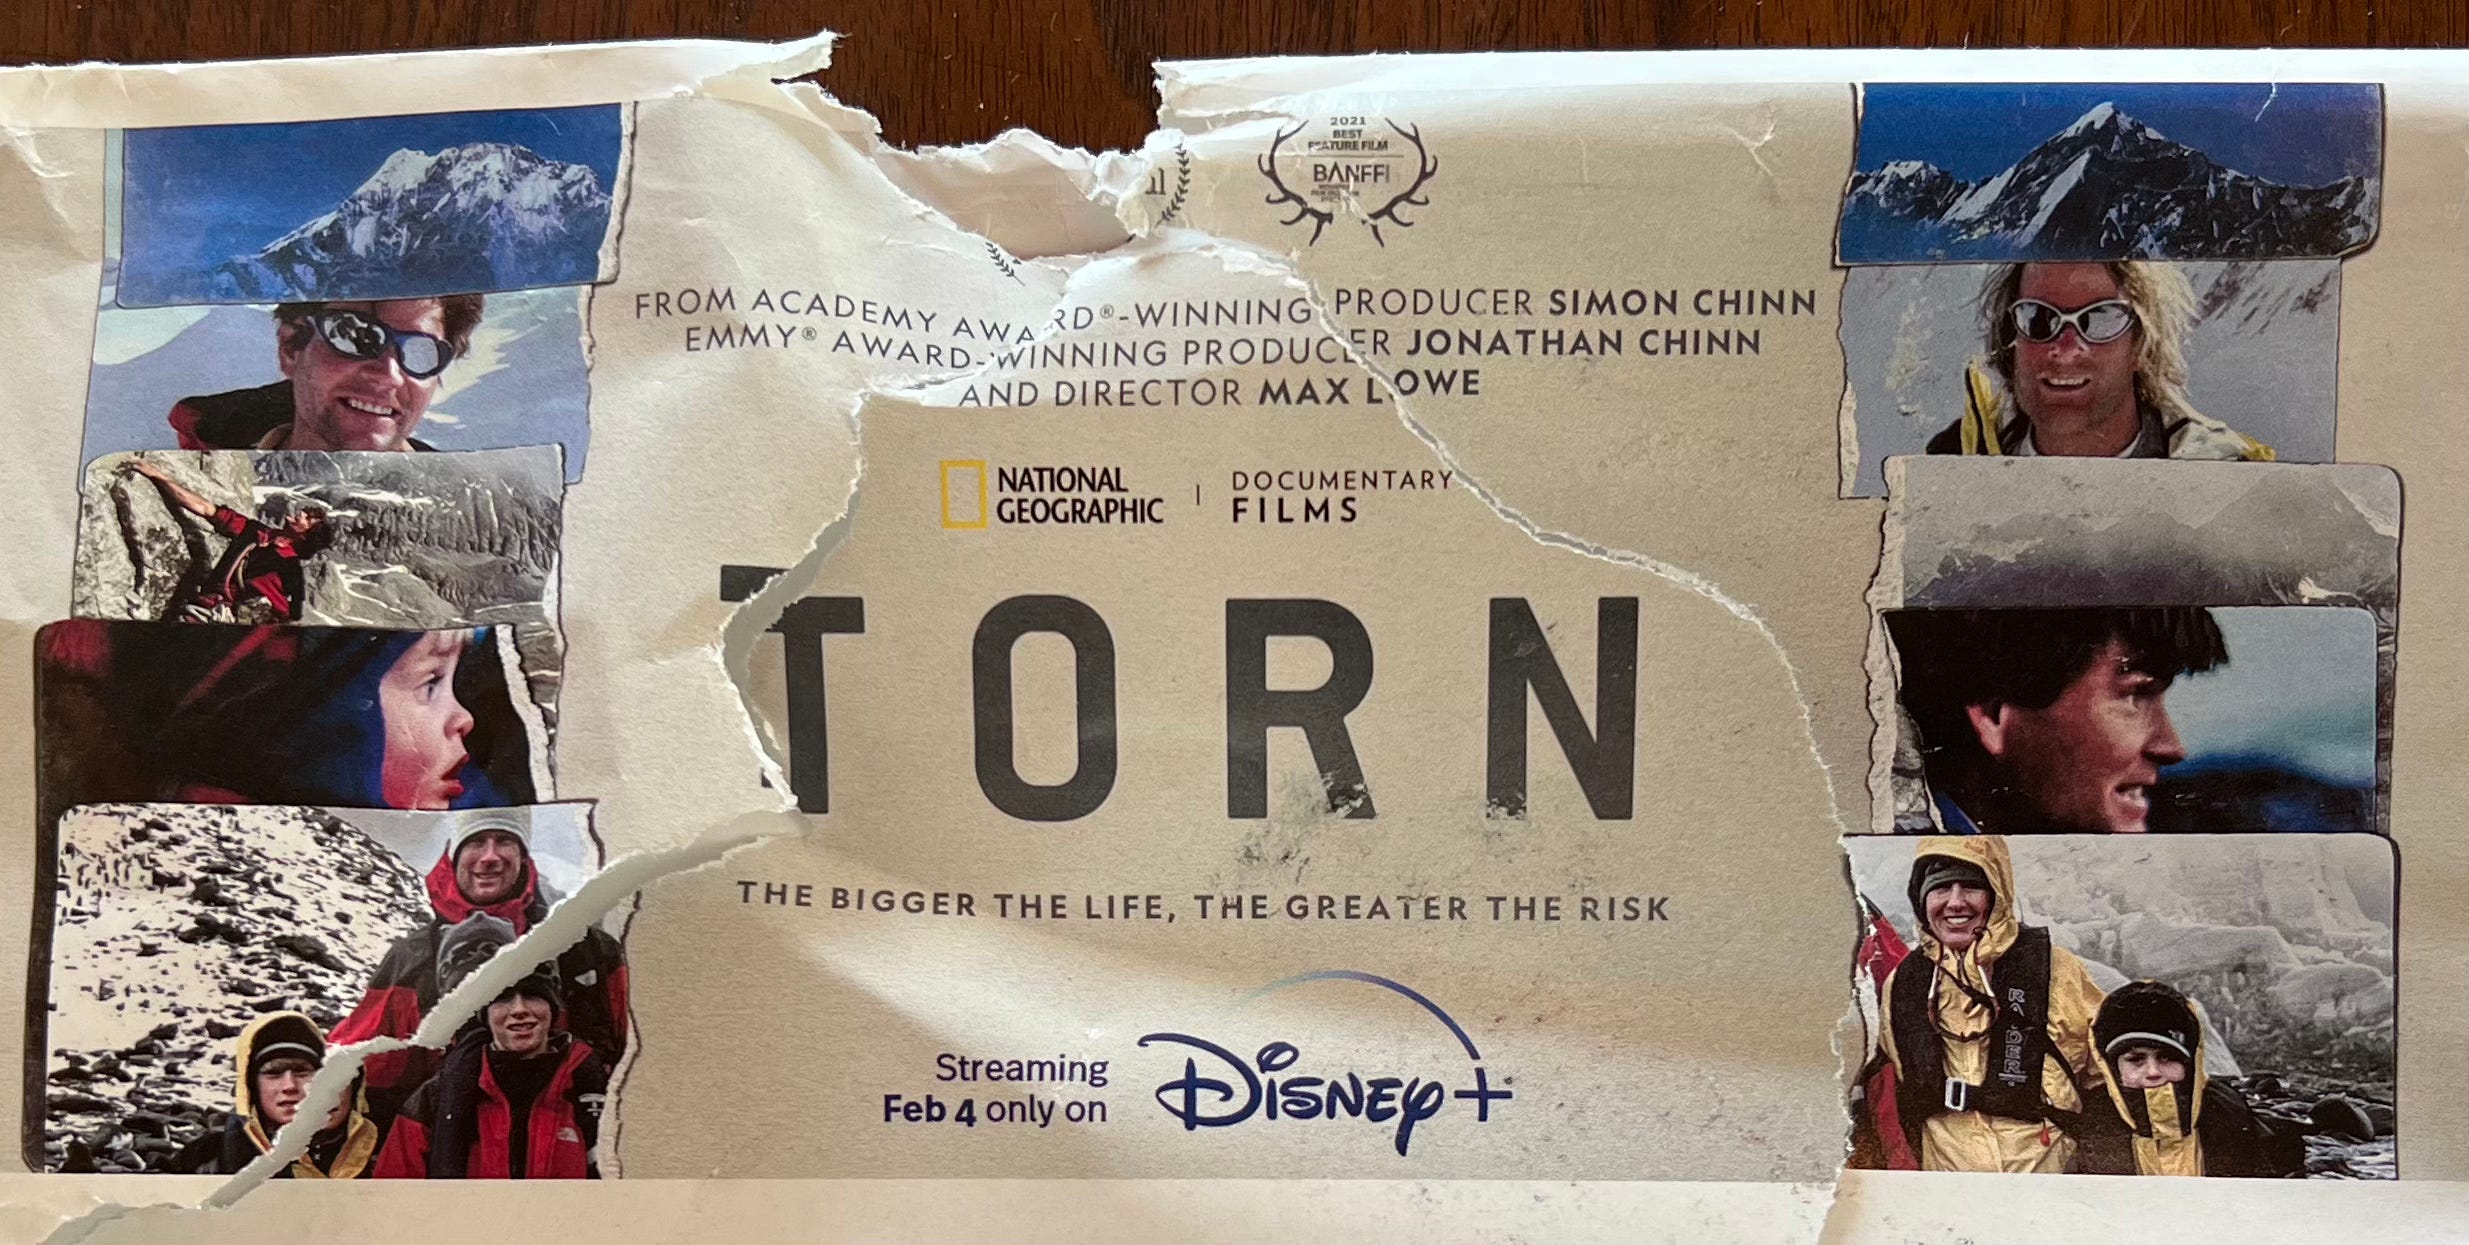 2021
BEST
FEATURE FILM
BANFF
FROM ACADEMY AWARD®-WINNING PRODUCER SIMON CHINN
EMMY® AWARD-WINNING PRODUCER JONATHAN CHINN
AND DIRECTOR MAX LOWE
NATIONAL
GEOGRAPHIC
DOCUMENTARY
FILMS
TORN
THE BIGGER THE LIFE, THE GREATER THE RISK
Streaming
Feb 4 only on
Disney+
RAIDER